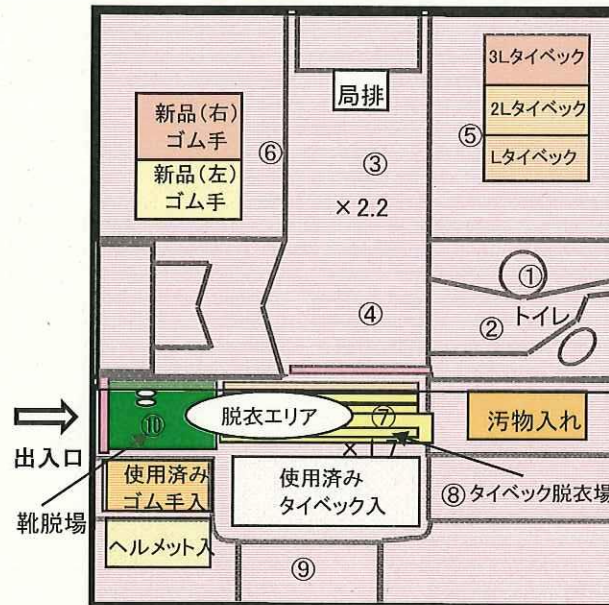 3Lタイベック
2Lタイベック
Lタイベック
⑤
局排
新品(右)
ゴム手
新品(左)
ゴム手
⑥
③
×2.2
④
①
②
トイレ
⑩
脱衣エリア
⑦
汚物入れ
出入口
靴脱場
使用済み
ゴム手入
使用済み
タイベック入
⑧
タイベック脱衣場
ヘルメット入
⑨